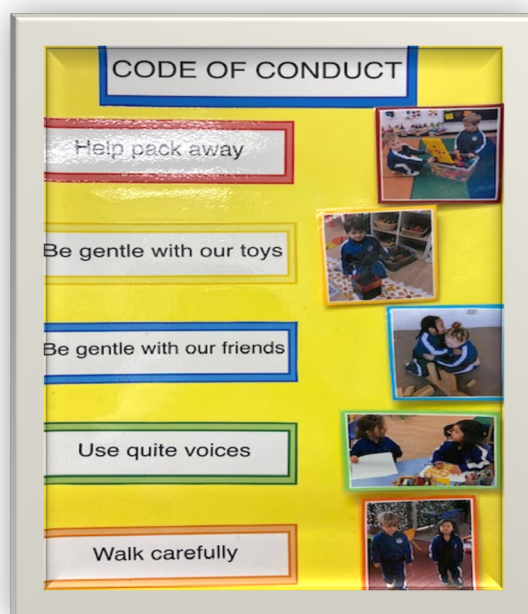 CODE OF CONDUCT
Help pack away
Be gentle with our toys
Be gentle with our friends
Use quite voices
Walk carefully